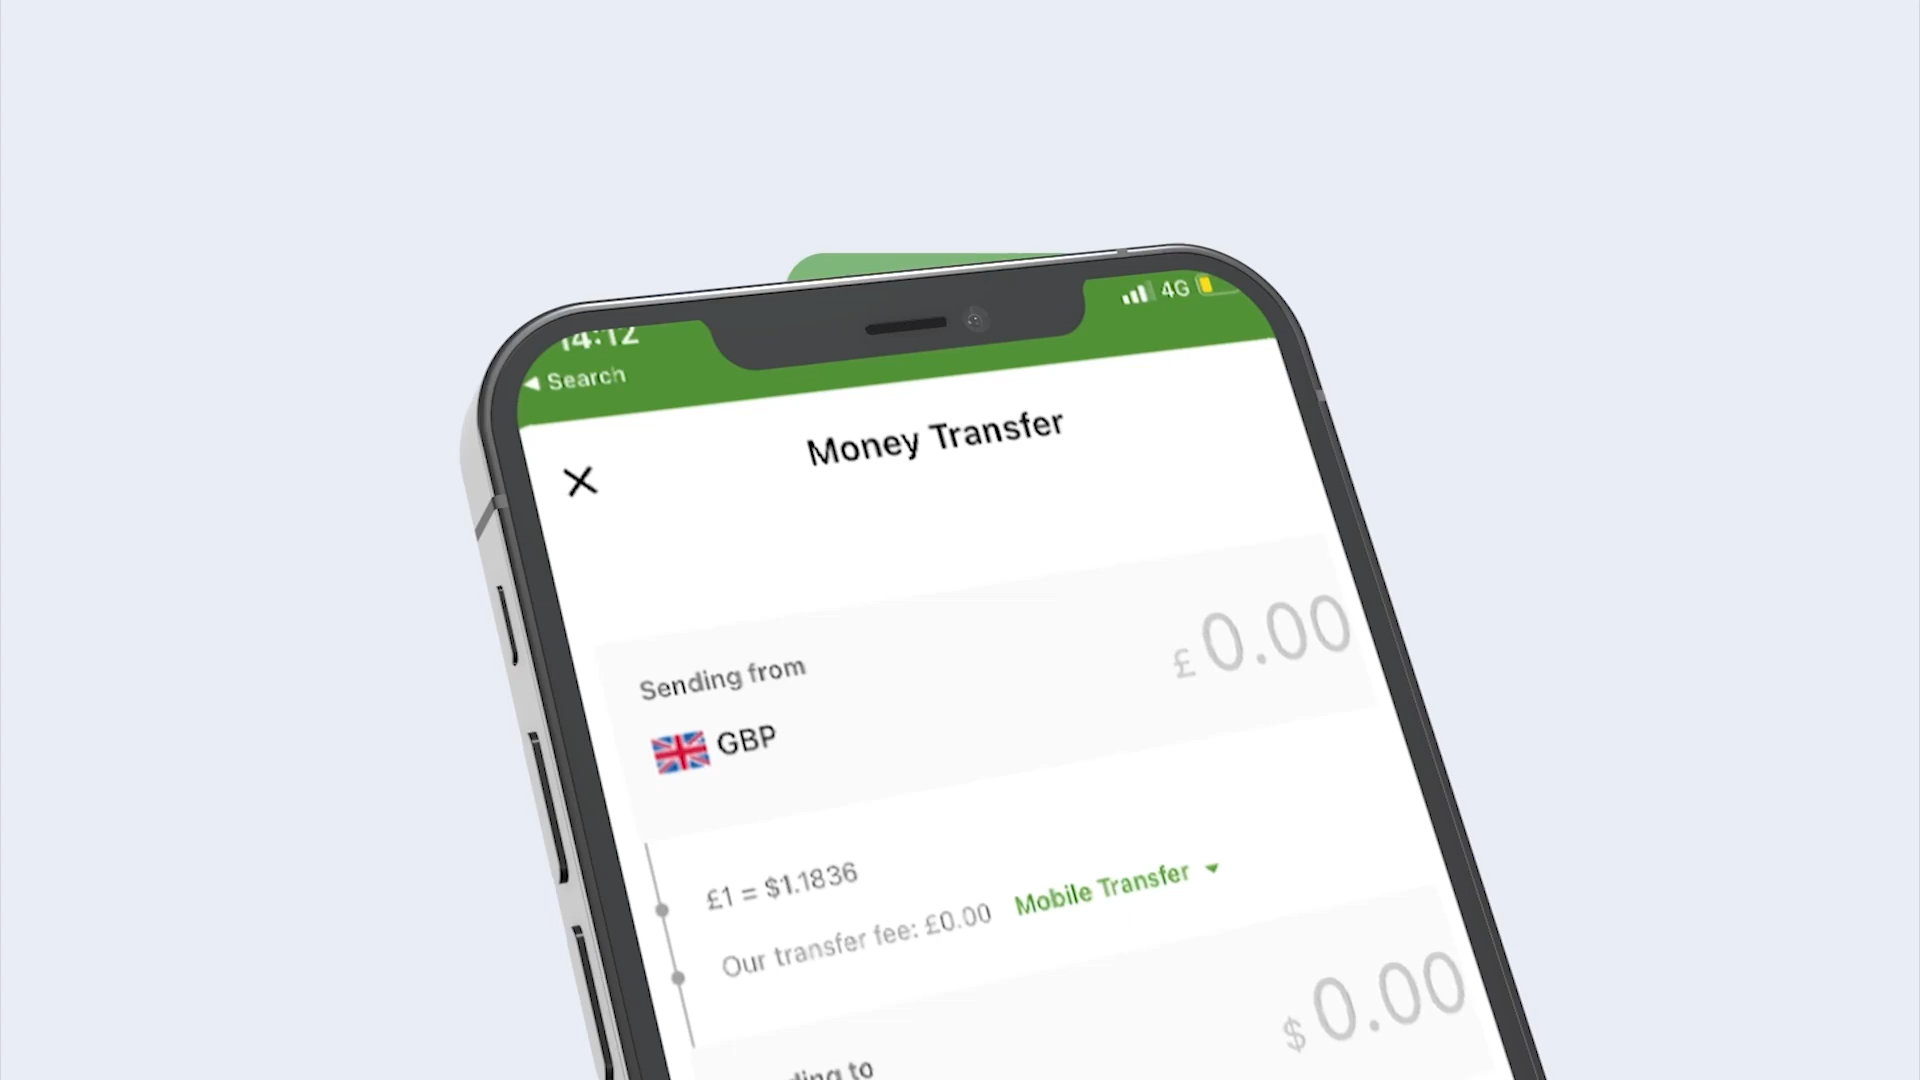 14:12
4G
Search
Money Transfer
Sending from
£0.00
GBP
£1 = $1.1836
Our transfer fee: £0.00 Mobile Transfer
$0.00
to